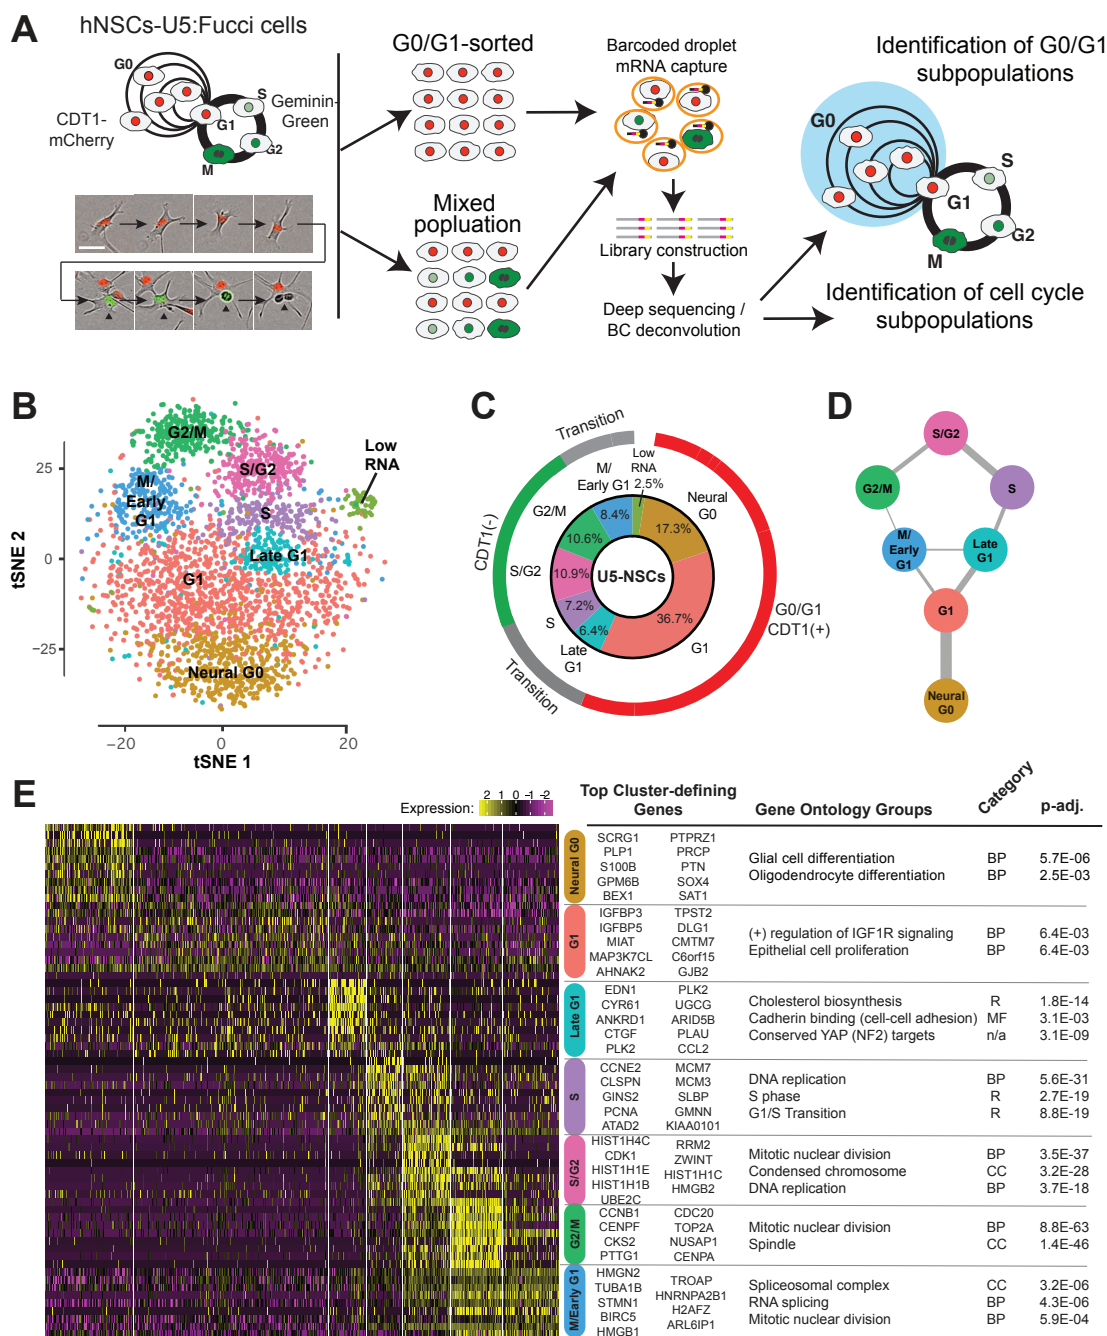 A
hNSCs-U5:Fucci cells
G0
CDT1-
mCherry
G1
S
Geminin-
Green
G2
M
G0/G1-sorted
Mixed
popluation
Barcoded droplet
mRNA capture
Library construction
Deep sequencing /
BC deconvolution
Identification of G0/G1
subpopulations
G0
G1
S
G2
M
Identification of cell cycle
subpopulations
B
G2/M
S/G2
Low
RNA
M/
Early
G1
S
Late G1
G1
Neural G0
25
0
−25
tSNE 2
−20
0
20
tSNE 1
C
Transition
Low
RNA
2.5%
M/
Early G1
8.4%
Neural
G0
17.3%
G2/M
10.6%
CDT1(-)
S/G2
10.9%
U5-NSCs
36.7%
G0/G1
CDT1(+)
7.2%
S
6.4%
Late
G1
G1
Transition
D
S/G2
G2/M
S
M/
Early
G1
Late
G1
G1
Neural
G0
E
Expression:
2 1 0 −1 −2
Top Cluster-defining
Genes
Gene Ontology Groups
Category
p-adj.
Neural G0
SCRG1 PTPRZ1
PLP1 PRCP
S100B PTN
GPM6B SOX4
BEX1 SAT1
Glial cell differentiation BP 5.7E-06
Oligodendrocyte differentiation BP 2.5E-03
G1
IGFBP3 TPST2
IGFBP5 DLG1
MIAT CMTM7
MAP3K7CL C6orf15
AHNAK2 GJB2
(+) regulation of IGF1R signaling BP 6.4E-03
Epithelial cell proliferation BP 6.4E-03
Late G1
EDN1 PLK2
CYR61 UGCG
ANKRD1 ARID5B
CTGF PLAU
PLK2 CCL2
Cholesterol biosynthesis R 1.8E-14
Cadherin binding (cell-cell adhesion) MF 3.1E-03
Conserved YAP (NF2) targets n/a 3.1E-09
S
CCNE2 MCM7
CLSPN MCM3
GINS2 SLBP
PCNA GMNN
ATAD2 KIAA0101
DNA replication BP 5.6E-31
S phase R 2.7E-19
G1/S Transition R 8.8E-19
S/G2
HIST1H4C RRM2
CDK1 ZWINT
HIST1H1E HIST1H1C
HIST1H1B HMGB2
UBE2C
Mitotic nuclear division BP 3.5E-37
Condensed chromosome CC 3.2E-28
DNA replication BP 3.7E-18
G2/M
CCNB1 CDC20
CENPF TOP2A
CKS2 NUSAP1
PTTG1 CENPA
Mitotic nuclear division BP 8.8E-63
Spindle CC 1.4E-46
M/Early G1
HMGN2 TROAP
TUBA1B HNRNPA2B1
STMN1 H2AFZ
BIRC5 ARL6IP1
HMGB1
Spliceosomal complex CC 3.2E-06
RNA splicing BP 4.3E-06
Mitotic nuclear division BP 5.9E-04